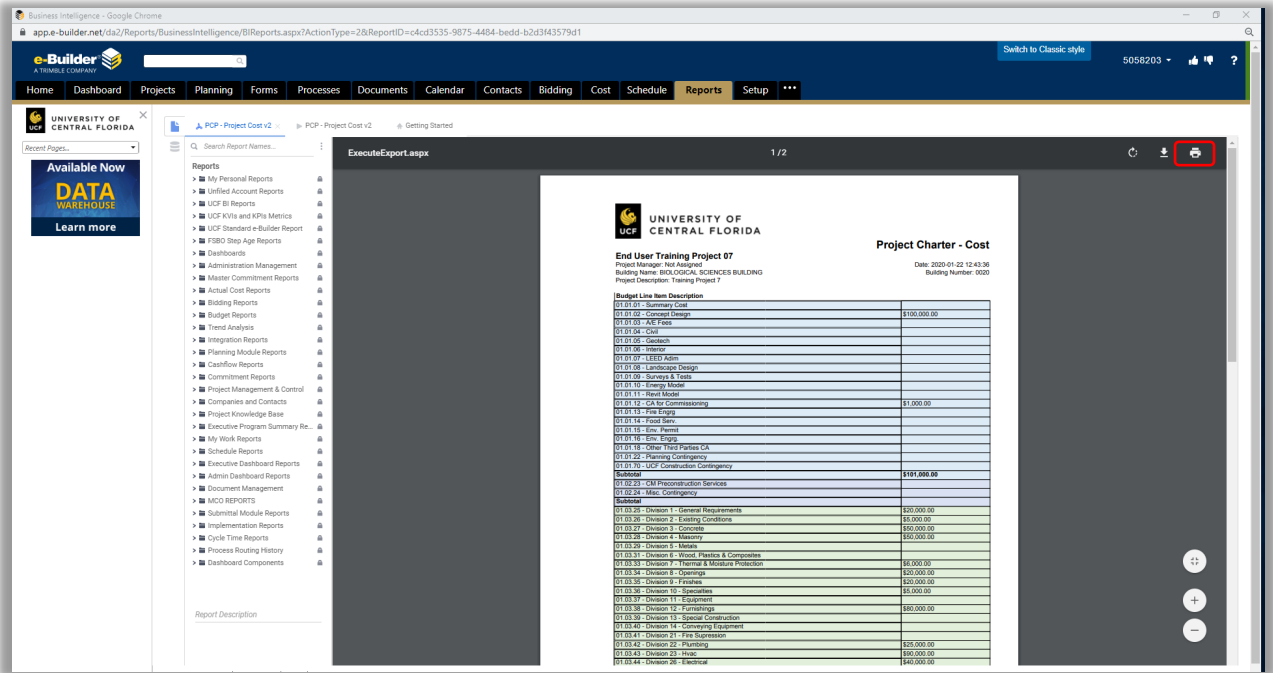 Business Intelligence - Google Chrome
app.e-builder.net/da2/Reports/BusinessIntelligence/BIReports.aspx?ActionType=2&ReportID=c4cd3535-9875-4484-bedd-b2d3f43579d1
Switch to Classic style
e-Builder
A TRIMBLE COMPANY
5058203
?
Home Dashboard Projects Planning Forms Processes Documents Calendar Contacts Bidding Cost Schedule Reports Setup •••
UCF
UNIVERSITY OF
CENTRAL FLORIDA
Recent Pages...
Available Now
DATA
WAREHOUSE
Learn more
PCP - Project Cost v2
PCP - Project Cost v2
Getting Started
Search Report Names...
Reports
My Personal Reports
Unfiled Account Reports
UCF BI Reports
UCF KVIs and KPIs Metrics
UCF Standard e-Builder Report
FSBO Step Age Reports
Dashboards
Administration Management
Master Commitment Reports
Actual Cost Reports
Bidding Reports
Budget Reports
Trend Analysis
Integration Reports
Planning Module Reports
Cashflow Reports
Commitment Reports
Project Management & Control
Companies and Contacts
Project Knowledge Base
Executive Program Summary Re...
My Work Reports
Schedule Reports
Executive Dashboard Reports
Admin Dashboard Reports
Document Management
MCO REPORTS
Submittal Module Reports
Implementation Reports
Cycle Time Reports
Process Routing History
Dashboard Components
Report Description
ExecuteExport.aspx 1/2
UCF
UNIVERSITY OF
CENTRAL FLORIDA
Project Charter - Cost
End User Training Project 07
Project Manager: Not Assigned Date: 2020-01-22 12:43:36
Building Name: BIOLOGICAL SCIENCES BUILDING Building Number: 0020
Project Description: Training Project 7
Budget Line Item Description
01.01.01 - Summary Cost
01.01.02 - Concept Design $100,000.00
01.01.03 - A/E Fees
01.01.04 - Civil
01.01.05 - Geotech
01.01.06 - Interior
01.01.07 - LEED Adim
01.01.08 - Landscape Design
01.01.09 - Surveys & Tests
01.01.10 - Energy Model
01.01.11 - Revit Model
01.01.12 - CA for Commissioning $1,000.00
01.01.13 - Fire Engrg
01.01.14 - Food Serv.
01.01.15 - Env. Permit
01.01.16 - Env. Engrg.
01.01.18 - Other Third Parties CA
01.01.22 - Planning Contingency
01.01.70 - UCF Construction Contingency
Subtotal $101,000.00
01.02.23 - CM Preconstruction Services
01.02.24 - Misc. Contingency
Subtotal
01.03.25 - Division 1 - General Requirements $20,000.00
01.03.26 - Division 2 - Existing Conditions $5,000.00
01.03.27 - Division 3 - Concrete $50,000.00
01.03.28 - Division 4 - Masonry $50,000.00
01.03.29 - Division 5 - Metals
01.03.31 - Division 6 - Wood, Plastics & Composites
01.03.33 - Division 7 - Thermal & Moisture Protection $6,000.00
01.03.34 - Division 8 - Openings $20,000.00
01.03.35 - Division 9 - Finishes $20,000.00
01.03.36 - Division 10 - Specialties $5,000.00
01.03.37 - Division 11 - Equipment
01.03.38 - Division 12 - Furnishings $80,000.00
01.03.39 - Division 13 - Special Construction
01.03.40 - Division 14 - Conveying Equipment
01.03.41 - Division 21 - Fire Supression
01.03.42 - Division 22 - Plumbing $25,000.00
01.03.43 - Division 23 - Hvac $90,000.00
01.03.44 - Division 26 - Electrical $40,000.00